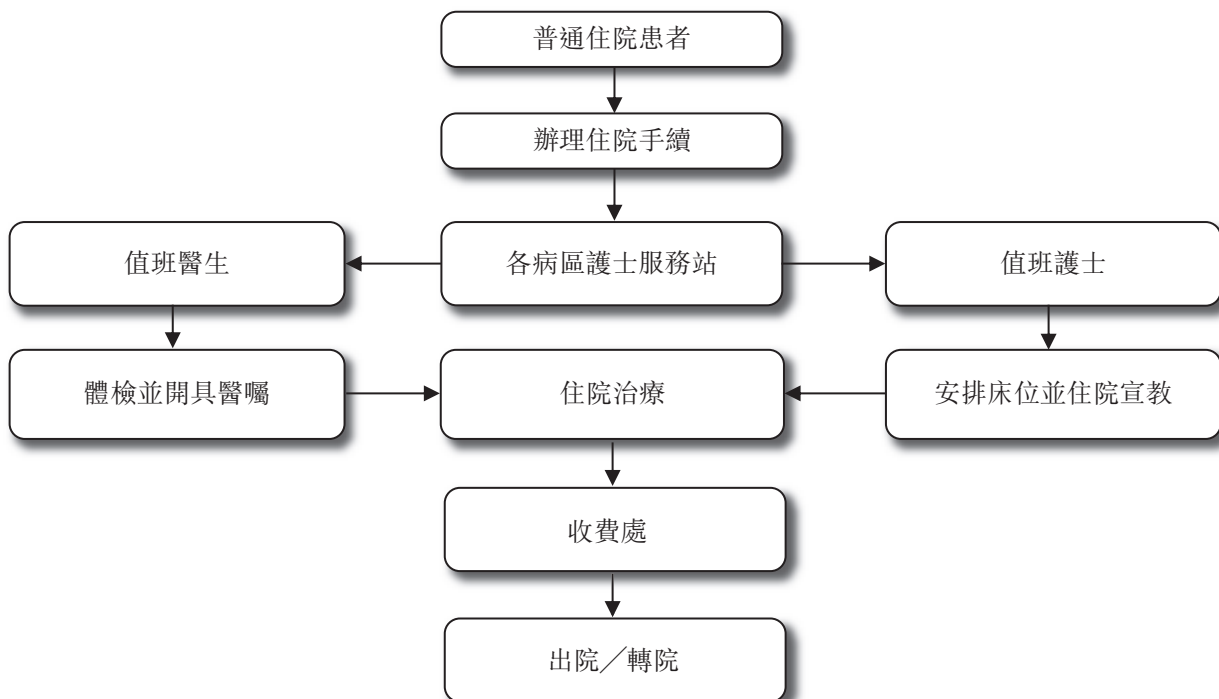 普通住院患者
辦理住院手續
值班醫生
各病區護士服務站
值班護士
體檢並開具醫囑
住院治療
安排床位並住院宣教
收費處
出院／轉院